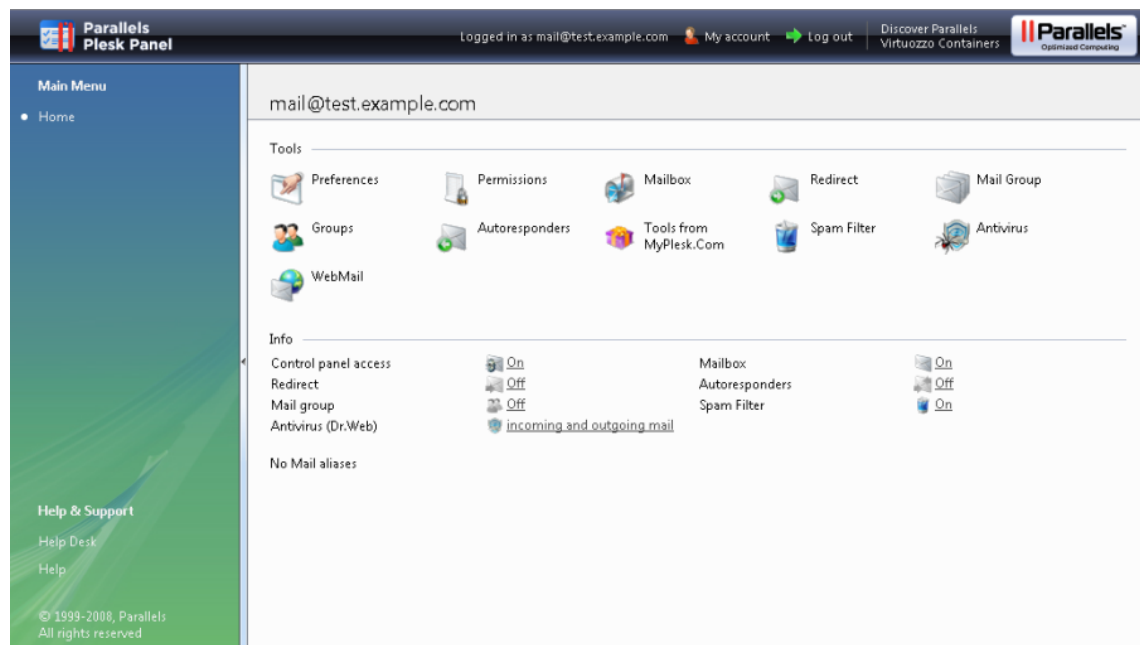 Parallels
Plesk Panel
Logged in as mail@test.example.com My account Log out
Discover Parallels
Virtuozzo Containers
Parallels™
Optimized Computing
Main Menu
Home
mail@test.example.com
Tools
Preferences
Permissions
Mailbox
Redirect
Mail Group
Groups
Autoresponders
Tools from
MyPlesk.Com
Spam Filter
Antivirus
WebMail
Info
Control panel access On Mailbox On
Redirect Off Autoresponders Off
Mail group Off Spam Filter On
Antivirus (Dr.Web) incoming and outgoing mail
No Mail aliases
Help & Support
Help Desk
Help
© 1999-2008, Parallels
All rights reserved